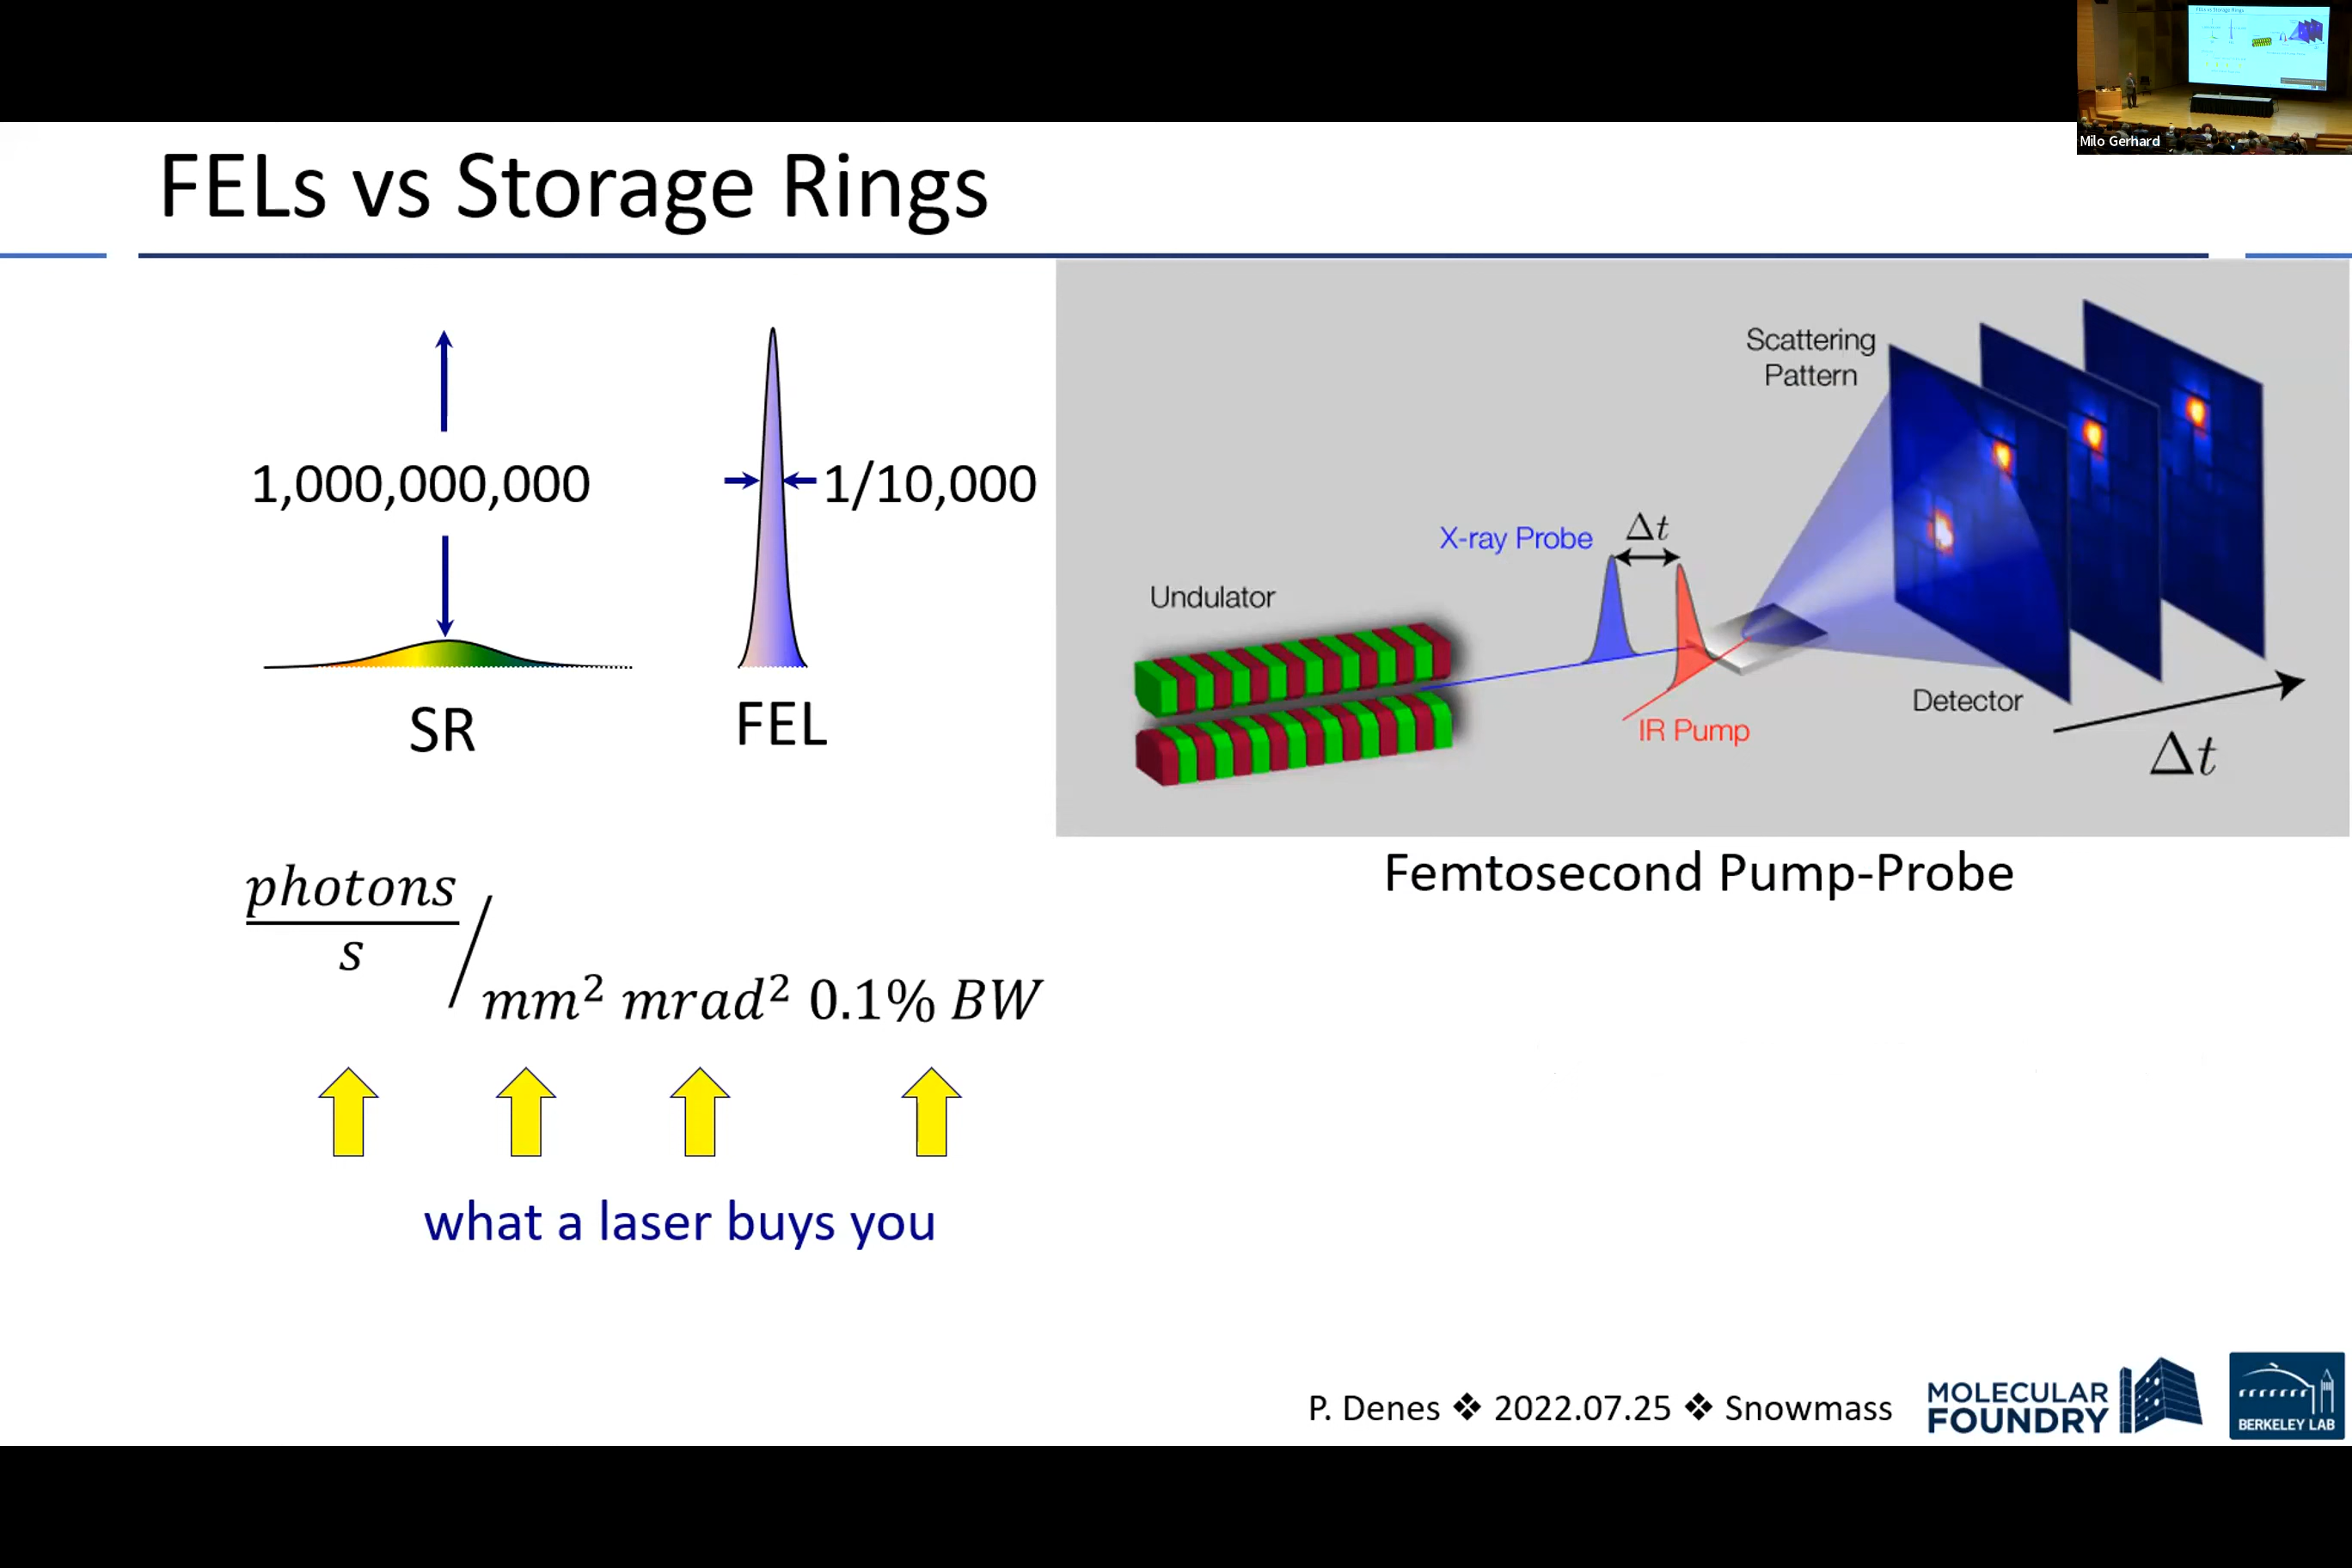 Milo Gerhard
FELs vs Storage Rings
1,000,000,000
1/10,000
SR
FEL
photons
s
/
mm² mrad² 0.1% BW
what a laser buys you
Scattering
Pattern
X-ray Probe
Δt
Undulator
IR Pump
Detector
Δt
Femtosecond Pump-Probe
P. Denes ❖ 2022.07.25 ❖ Snowmass
MOLECULAR
FOUNDRY
BERKELEY LAB